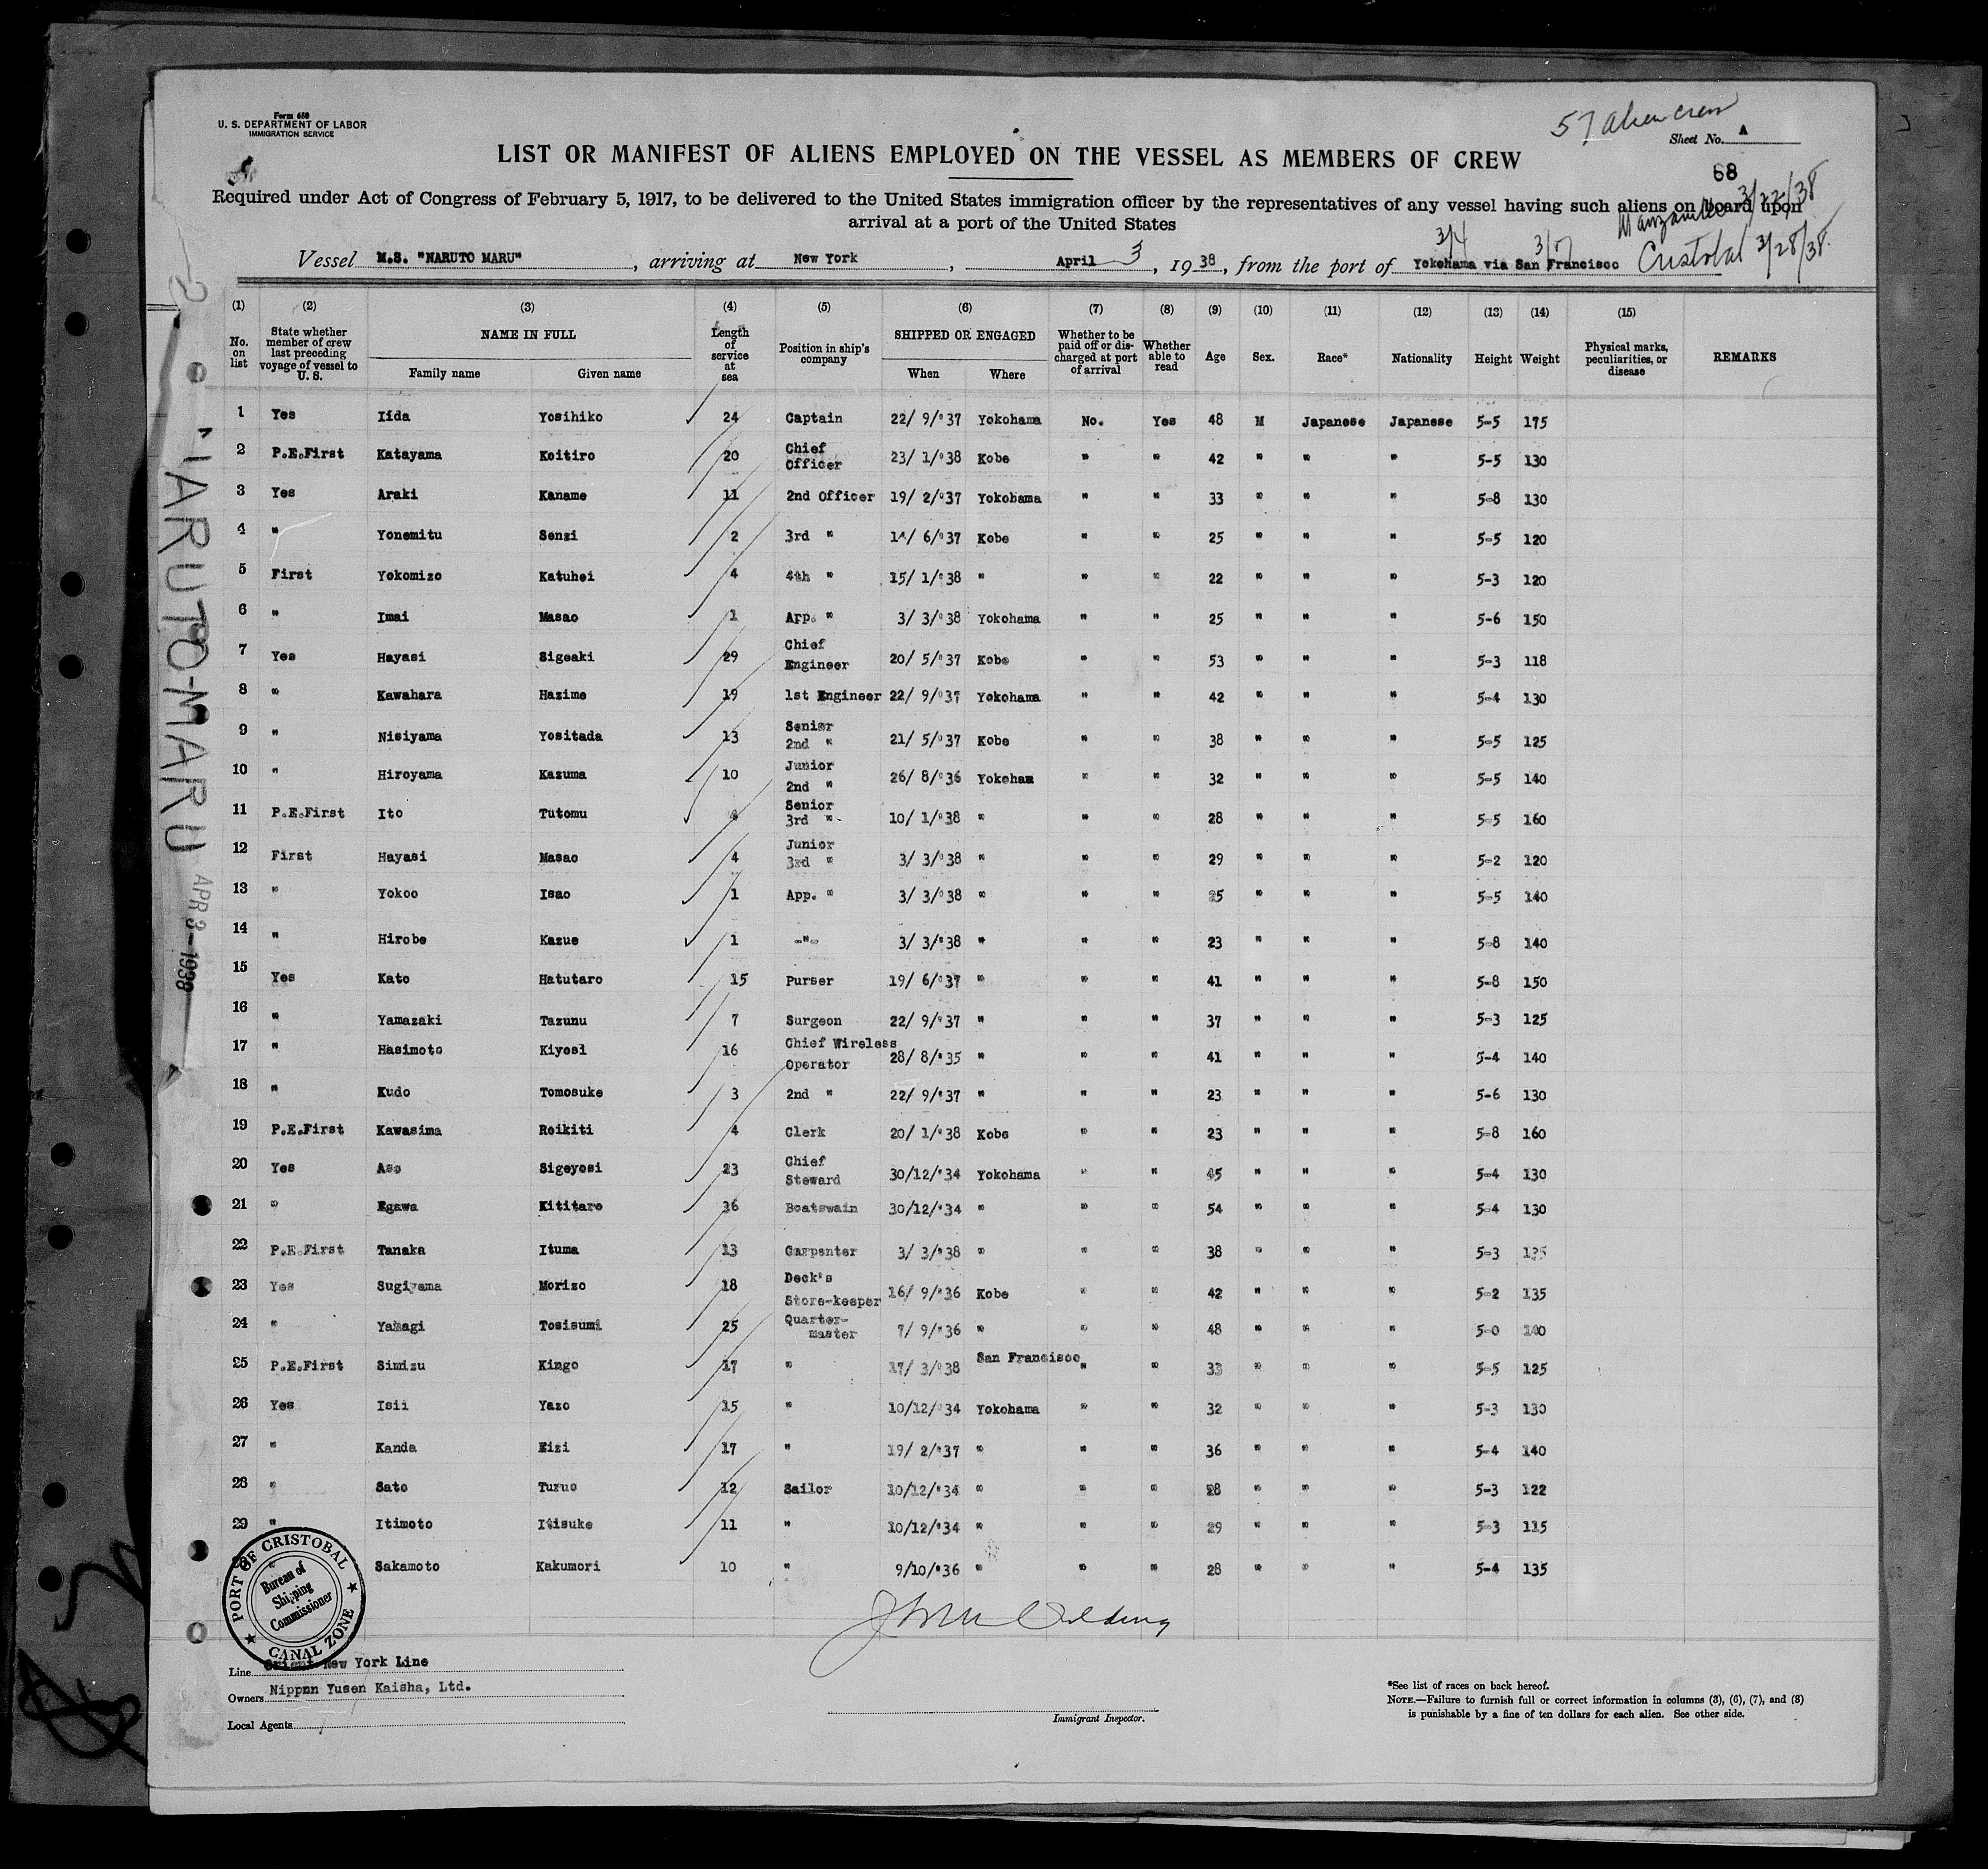 Form 680
U. S. DEPARTMENT OF LABOR
IMMIGRATION SERVICE
57 alien crew
Sheet No. A
LIST OR MANIFEST OF ALIENS EMPLOYED ON THE VESSEL AS MEMBERS OF CREW
68
Required under Act of Congress of February 5, 1917, to be delivered to the United States immigration officer by the representatives of any vessel having such aliens on board upon
arrival at a port of the United States
Manzanillo 3/22/38
3/4 3/17
Vessel M.S. "NARUTO MARU", arriving at New York, April 3, 1938, from the port of Yokohama via San Francisco Cristobal 3/28/38
(1) (2) (3) (4) (5) (6) (7) (8) (9) (10) (11) (12) (13) (14) (15)
No. on list State whether member of crew last preceding voyage of vessel to U. S. NAME IN FULL Family name Given name Length of service at sea Position in ship's company SHIPPED OR ENGAGED When Where Whether to be paid off or discharged at port of arrival Whether able to read Age Sex. Race* Nationality Height Weight Physical marks, peculiarities, or disease REMARKS
1 Yes Iida Yosihiko 24 Captain 22/ 9/'37 Yokohama No. Yes 48 M Japanese Japanese 5-5 175
2 P.E.First Katayama Koitiro 20 Chief Officer 23/ 1/'38 Kobe " " 42 " " " 5-5 130
3 Yes Araki Kaname 11 2nd Officer 19/ 2/'37 Yokohama " " 33 " " " 5-8 130
4 " Yonemitu Senzi 2 3rd " 6/'37 Kobe " " 25 " " " 5-5 120
5 First Yokomizo Katuhei 4 4th " 15/ 1/'38 " " " 22 " " " 5-3 120
6 " Imai Masao 1 App. " 3/ 3/'38 Yokohama " " 25 " " " 5-6 150
7 Yes Hayasi Sigeaki 29 Chief Engineer 20/ 5/'37 Kobe " " 53 " " " 5-3 118
8 " Kawahara Hazime 19 1st Engineer 22/ 9/'37 Yokohama " " 42 " " " 5-4 130
9 " Nisiyama Yositada 13 Senior 2nd " 21/ 5/'37 Kobe " " 38 " " " 5-5 125
10 " Hiroyama Kazuma 10 Junior 2nd " 26/ 8/'36 Yokoham " " 32 " " " 5-5 140
11 P.E.First Ito Tutomu 4 Senior 3rd " 10/ 1/'38 " " " 28 " " " 5-5 160
12 First Hayasi Masao 4 Junior 3rd " 3/ 3/'38 " " " 29 " " " 5-2 120
13 " Yokoo Isao 1 App. " 3/ 3/'38 " " " 25 " " " 5-5 140
14 " Hirobe Kazue 1 -"- 3/ 3/'38 " " " 23 " " " 5-8 140
15 Yes Kato Hatutaro 15 Purser 19/ 6/'37 " " " 41 " " " 5-8 150
16 " Yamazaki Tazunu 7 Surgeon 22/ 9/'37 " " " 37 " " " 5-3 125
17 " Hasimoto Kiyosi 16 Chief Wireless Operator 28/ 8/'35 " " " 41 " " " 5-4 140
18 " Kudo Tomosuke 3 2nd " 22/ 9/'37 " " " 23 " " " 5-6 130
19 P.E.First Kawasima Reikiti 4 Clerk 20/ 1/'38 Kobe " " 23 " " " 5-8 160
20 Yes Aso Sigeyosi 23 Chief Steward 30/12/'34 Yokohama " " 45 " " " 5-4 130
21 " Egawa Kititaro 36 Boatswain 30/12/'34 " " " 54 " " " 5-4 130
22 P.E.First Tanaka Ituma 13 Carpenter 3/ 3/'38 " " " 38 " " " 5-3 135
23 Yes Sugiyama Morizo 18 Deck's Store-keeper 16/ 9/'36 Kobe " " 42 " " " 5-2 135
24 " Yanagi Tosisumi 25 Quarter-master 7/ 9/'36 " " " 48 " " " 5-0
25 P.E.First Simizu Kingo 17 " 17/ 3/'38 San Francisco " " 33 " " " 5-5 125
26 Yes Isii Yazo 15 " 10/12/'34 Yokohama " " 32 " " " 5-3 130
27 " Kanda Eizi 17 " 19/ 2/'37 " " " 36 " " " 5-4 140
28 " Sato Turuo 12 Sailor 10/12/'34 " " " 28 " " " 5-3 122
29 " Itimoto Itisuke 11 " 10/12/'34 " " " 29 " " " 5-3 115
Sakamoto Kakumori 10 " 9/10/'36 " " " 28 " " " 5-4 135
PORT OF CRISTOBAL
Bureau of
Shipping
Commissioner
CANAL ZONE
Line Orient New York Line
Owners Nippon Yusen Kaisha, Ltd.
Local Agents
Immigrant Inspector.
*See list of races on back hereof.
NOTE.—Failure to furnish full or correct information in columns (3), (6), (7), and (8)
is punishable by a fine of ten dollars for each alien. See other side.
NARUTO-MARU
APR 3-1938